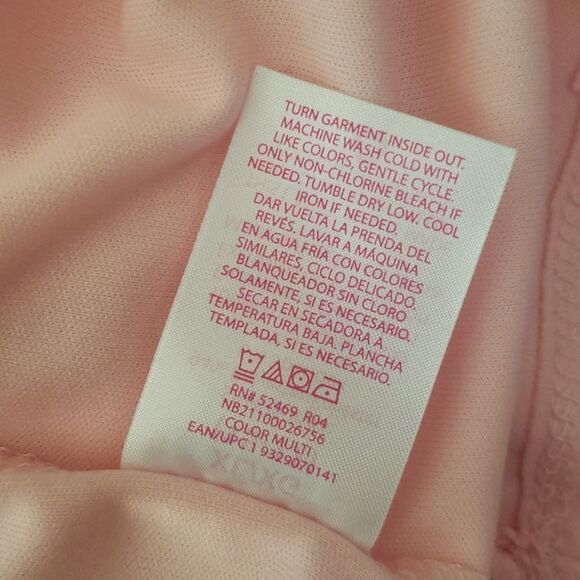 TURN GARMENT INSIDE OUT.
MACHINE WASH COLD WITH
LIKE COLORS, GENTLE CYCLE.
ONLY NON-CHLORINE BLEACH IF
NEEDED. TUMBLE DRY LOW. COOL
IRON IF NEEDED.
DAR VUELTA LA PRENDA DEL
REVÉS. LAVAR A MÁQUINA
EN AGUA FRÍA CON COLORES
SIMILARES, CICLO DELICADO.
BLANQUEADOR SIN CLORO
SOLAMENTE, SI ES NECESARIO.
SECAR EN SECADORA A
TEMPERATURA BAJA. PLANCHA
TEMPLADA, SI ES NECESARIO.
RN# 52469 R04
NB21100026756
COLOR MULTI
EAN/UPC 1 9329070141